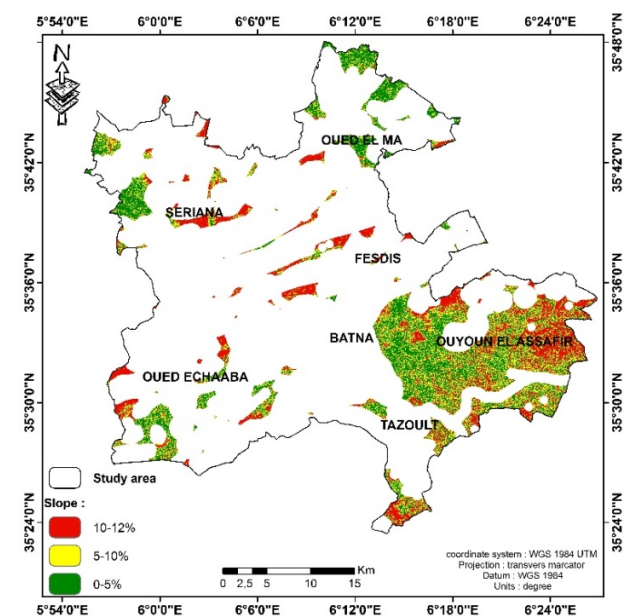 5°54'0"E 6°0'0"E 6°6'0"E 6°12'0"E 6°18'0"E 6°24'0"E
N
35°48'0"N
35°42'0"N 35°42'0"N
35°36'0"N 35°36'0"N
35°30'0"N 35°30'0"N
35°24'0"N 35°24'0"N
OUED EL MA
SERIANA
FESDIS
BATNA
OUYOUN EL ASSAFIR
OUED ECHAABA
TAZOULT
Study area
Slope :
10-12%
5-10%
0-5%
Km
0 2,5 5 10 15
coordinate system : WGS 1984 UTM
Projection : transvers marcator
Datum : WGS 1984
Units : degree
5°54'0"E 6°0'0"E 6°6'0"E 6°12'0"E 6°18'0"E 6°24'0"E